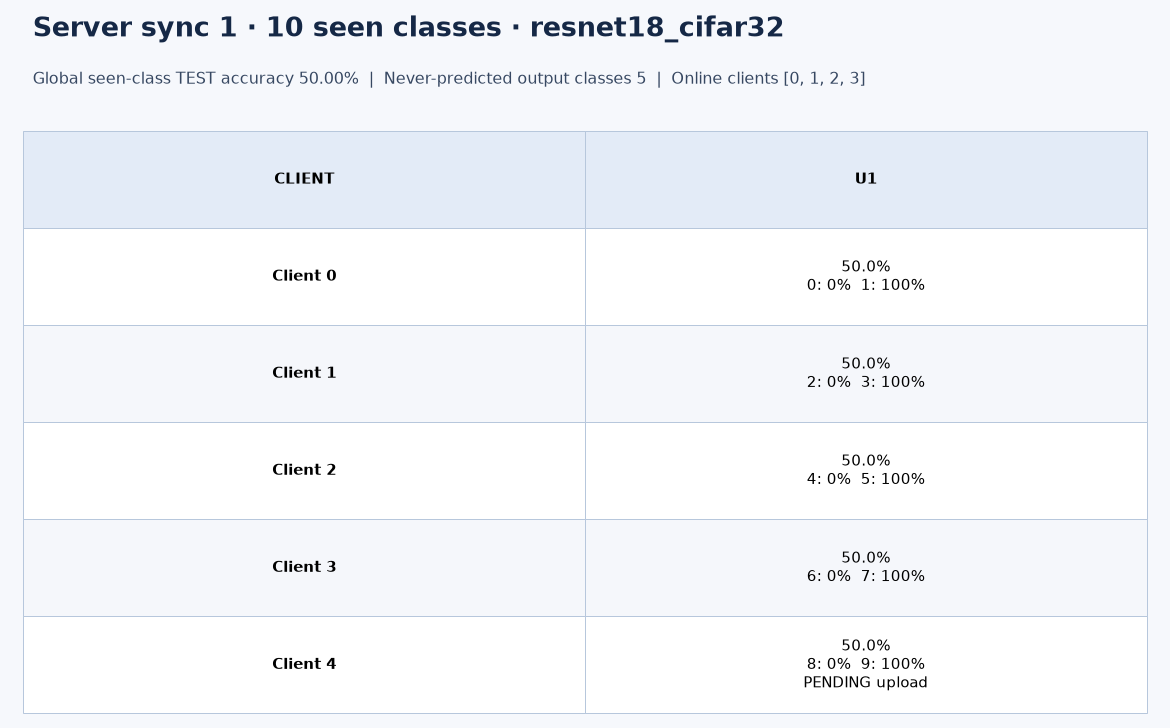 Server sync 1 · 10 seen classes · resnet18_cifar32
Global seen-class TEST accuracy 50.00% | Never-predicted output classes 5 | Online clients [0, 1, 2, 3]
CLIENT U1
Client 0 50.0%
0: 0% 1: 100%
Client 1 50.0%
2: 0% 3: 100%
Client 2 50.0%
4: 0% 5: 100%
Client 3 50.0%
6: 0% 7: 100%
Client 4 50.0%
8: 0% 9: 100%
PENDING upload